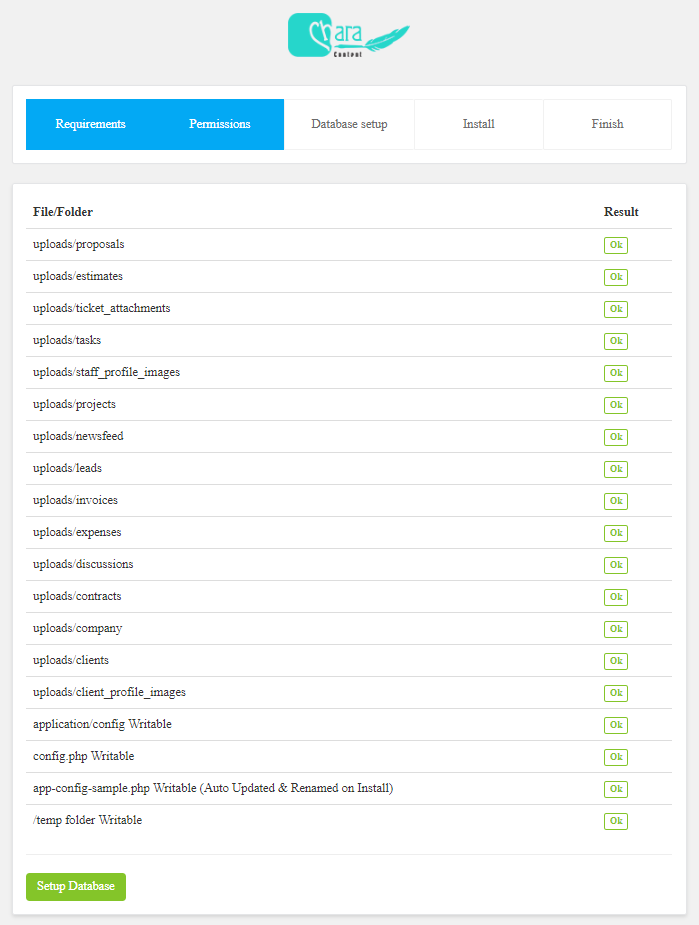 Chara
Content
Requirements Permissions Database setup Install Finish
File/Folder Result
uploads/proposals Ok
uploads/estimates Ok
uploads/ticket_attachments Ok
uploads/tasks Ok
uploads/staff_profile_images Ok
uploads/projects Ok
uploads/newsfeed Ok
uploads/leads Ok
uploads/invoices Ok
uploads/expenses Ok
uploads/discussions Ok
uploads/contracts Ok
uploads/company Ok
uploads/clients Ok
uploads/client_profile_images Ok
application/config Writable Ok
config.php Writable Ok
app-config-sample.php Writable (Auto Updated & Renamed on Install) Ok
/temp folder Writable Ok
Setup Database